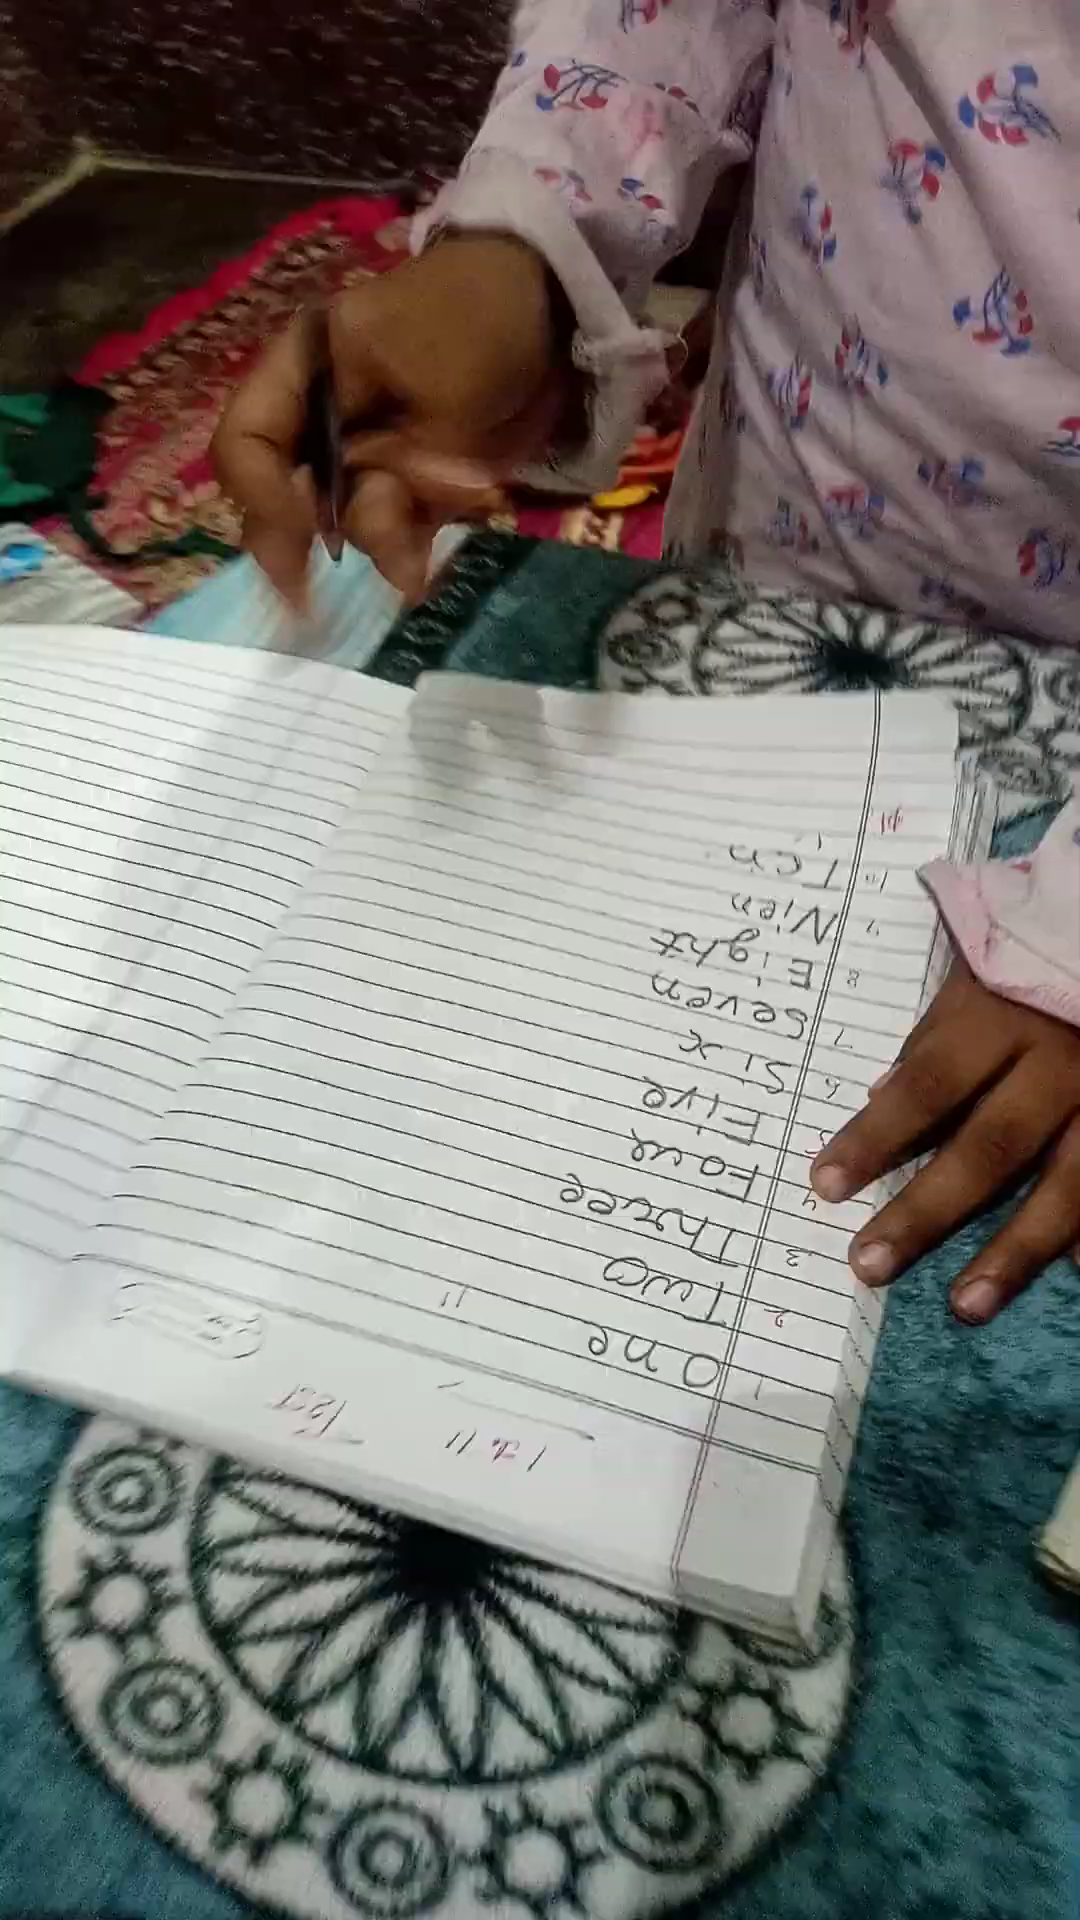 1 One
2 Two
3 Three
4 Four
5 Five
6 Six
7 Seven
8 Eight
9 Nien
10 Ten